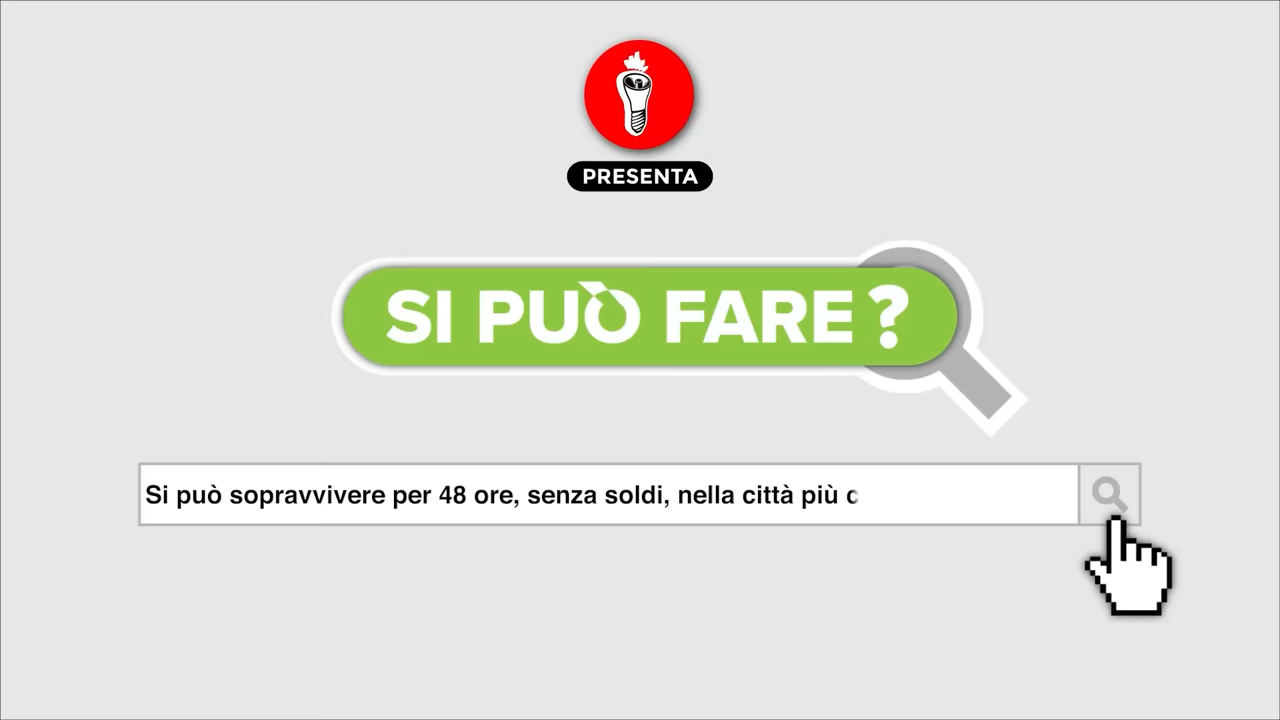 PRESENTA
SI PUÒ FARE ?
Si può sopravvivere per 48 ore, senza soldi, nella città più